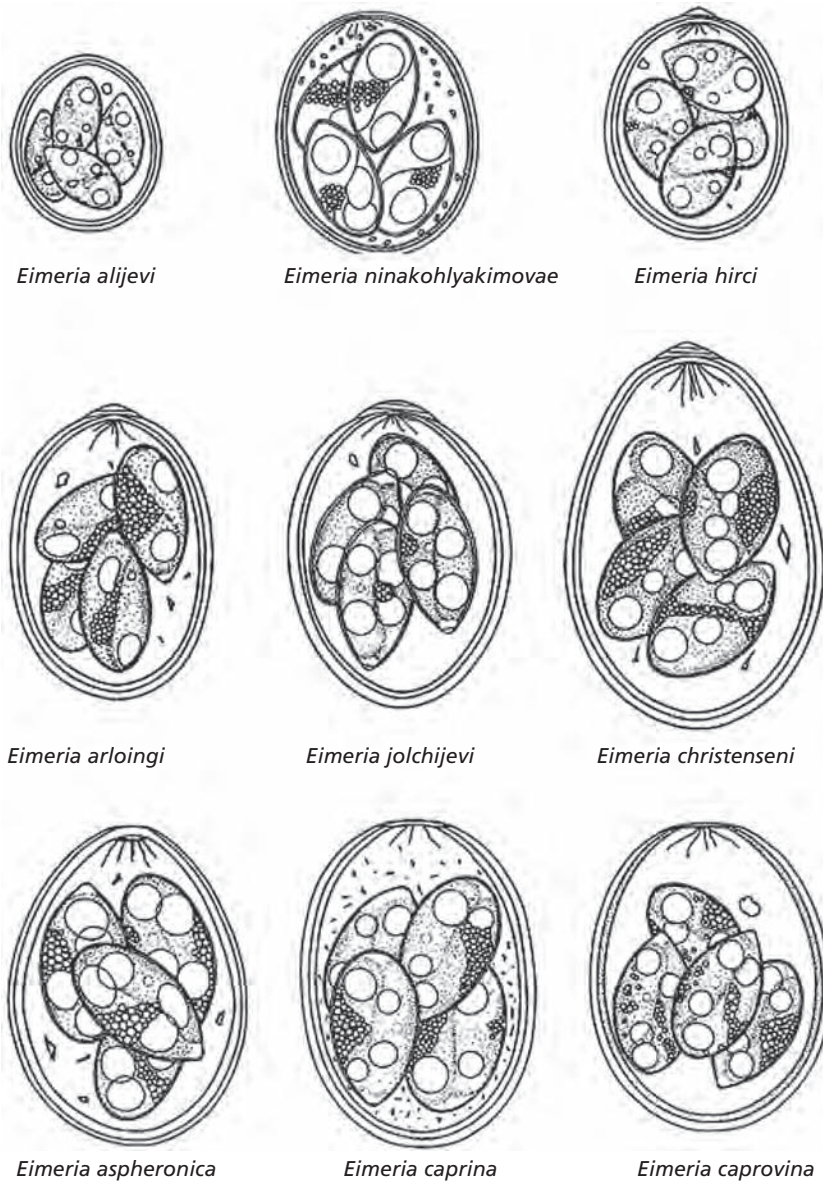 Eimeria alijevi
Eimeria ninakohlyakimovae
Eimeria hirci
Eimeria arloingi
Eimeria jolchijevi
Eimeria christenseni
Eimeria aspheronica
Eimeria caprina
Eimeria caprovina